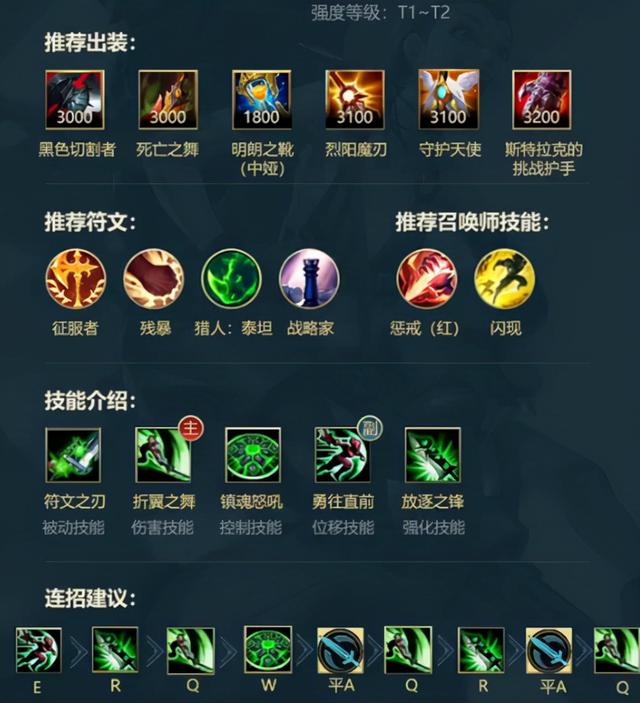 强度等级：T1~T2
推荐出装：
3000 3000 1800 3100 3100 3200
黑色切割者 死亡之舞 明朗之靴 烈阳魔刃 守护天使 斯特拉克的
（中娅） 挑战护手
推荐符文： 推荐召唤师技能：
征服者 残暴 猎人：泰坦 战略家 惩戒（红） 闪现
技能介绍：
主 副
符文之刃 折翼之舞 镇魂怒吼 勇往直前 放逐之锋
被动技能 伤害技能 控制技能 位移技能 强化技能
连招建议：
E R Q W 平A Q R 平A Q